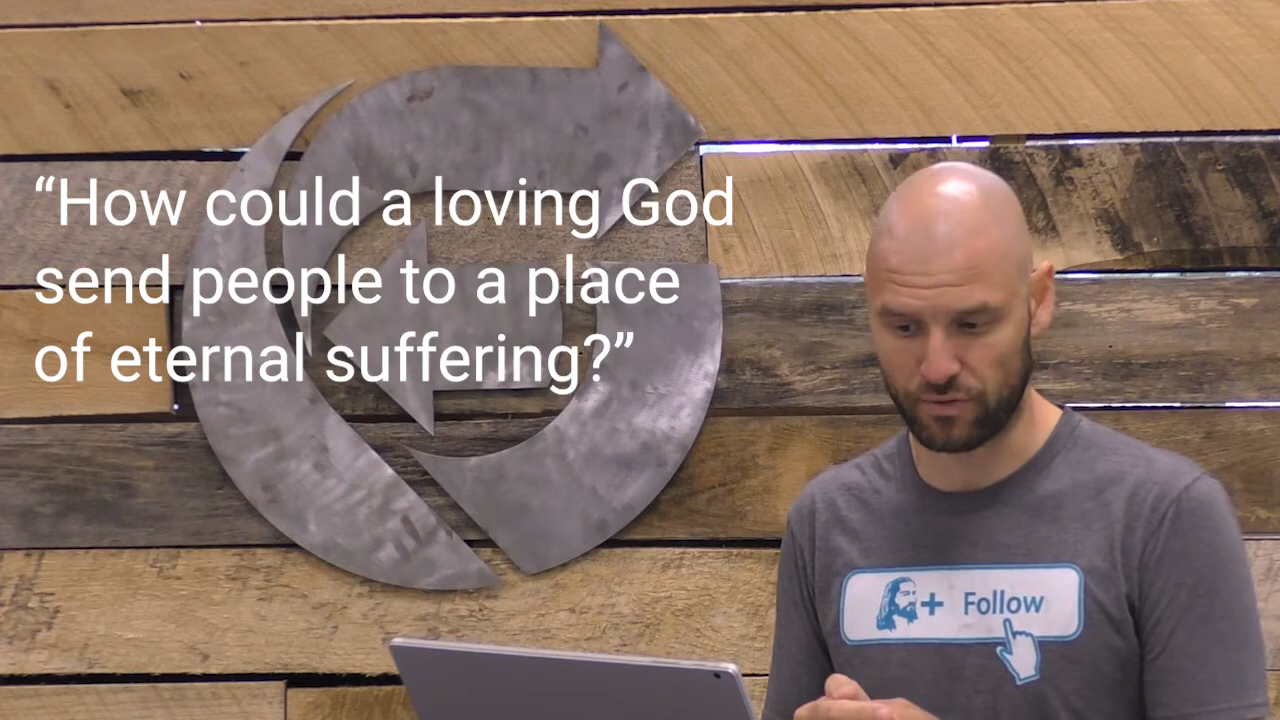 “How could a loving God
send people to a place
of eternal suffering?”
+ Follow